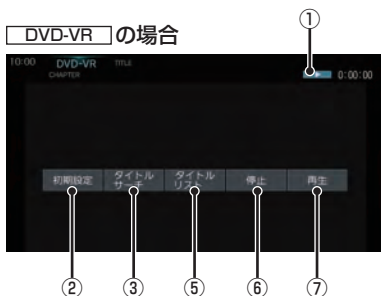 ①
DVD-VR の場合
10:00 DVD-VR TITLE
CHAPTER 0:00:00
初期設定 タイトルサーチ タイトルリスト 停止 再生
② ③ ⑤ ⑥ ⑦